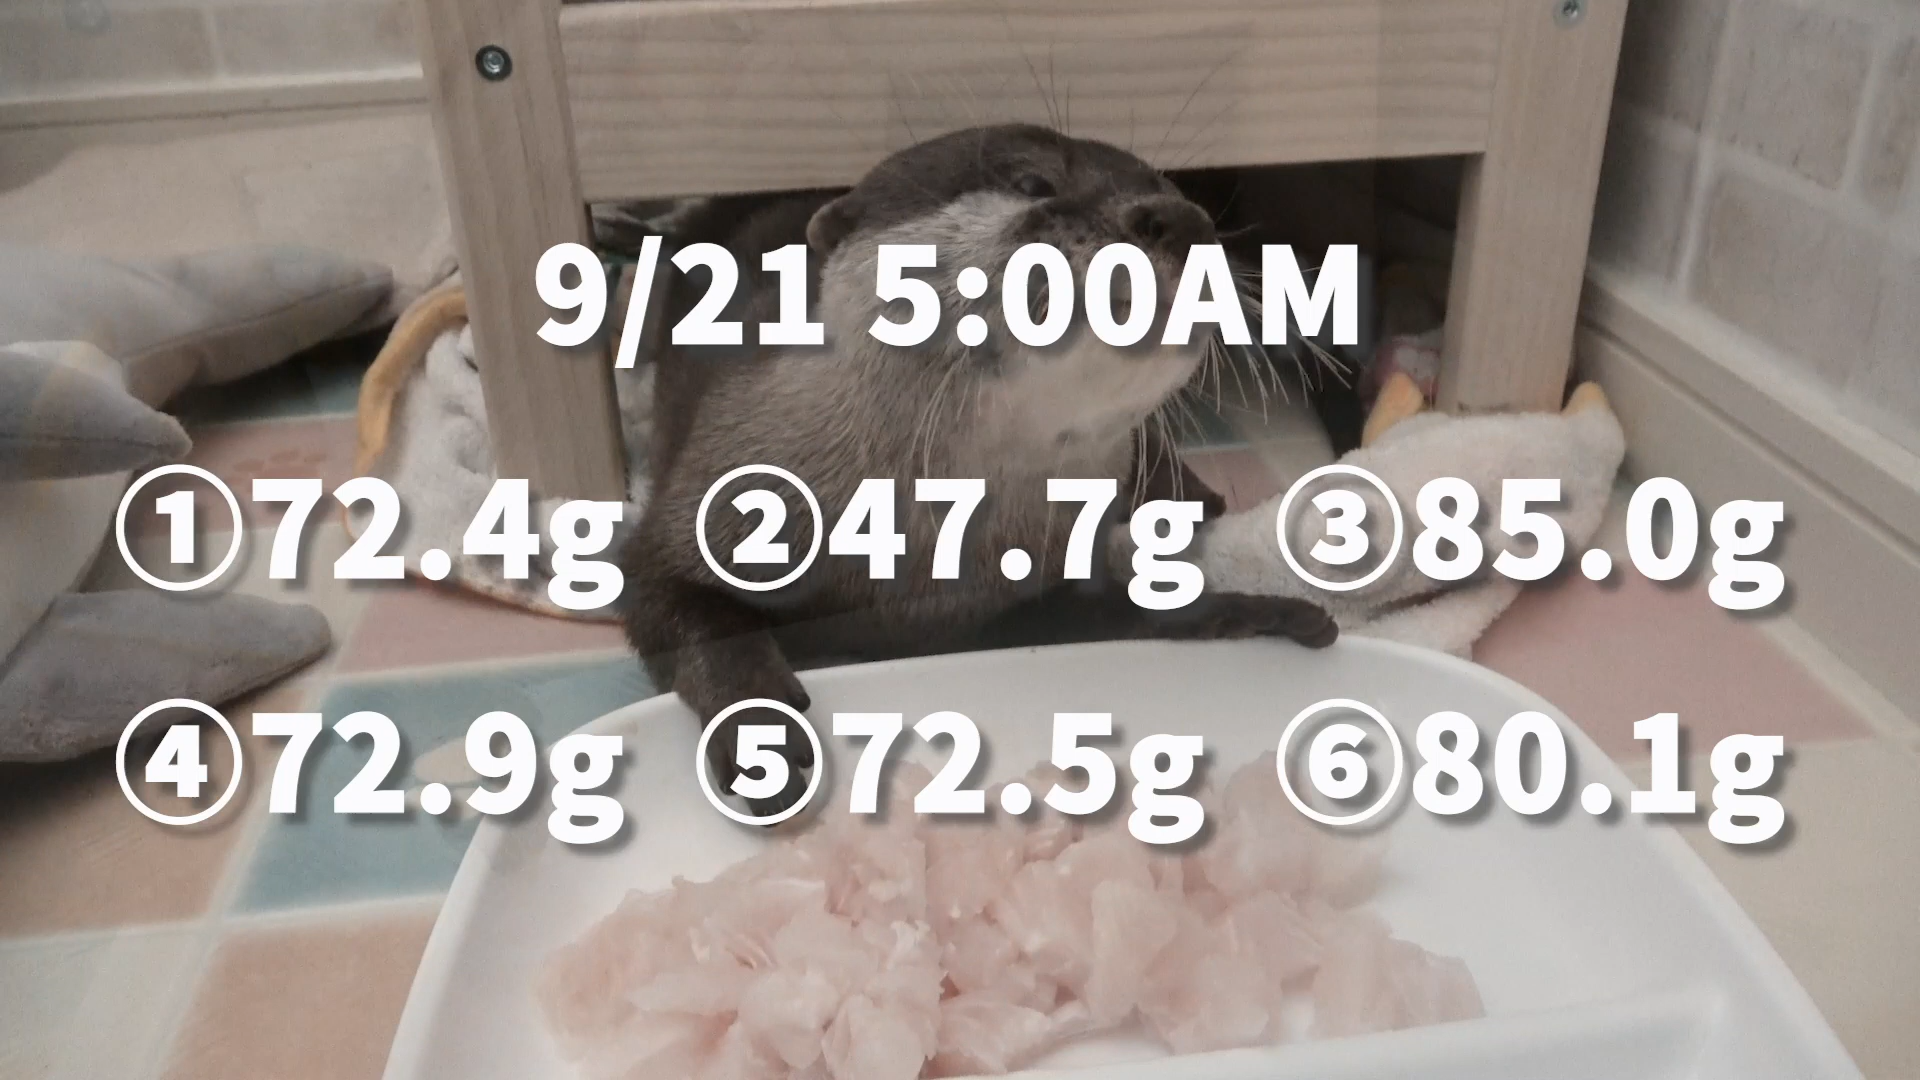 9/21 5:00AM
①72.4g ②47.7g ③85.0g
④72.9g ⑤72.5g ⑥80.1g